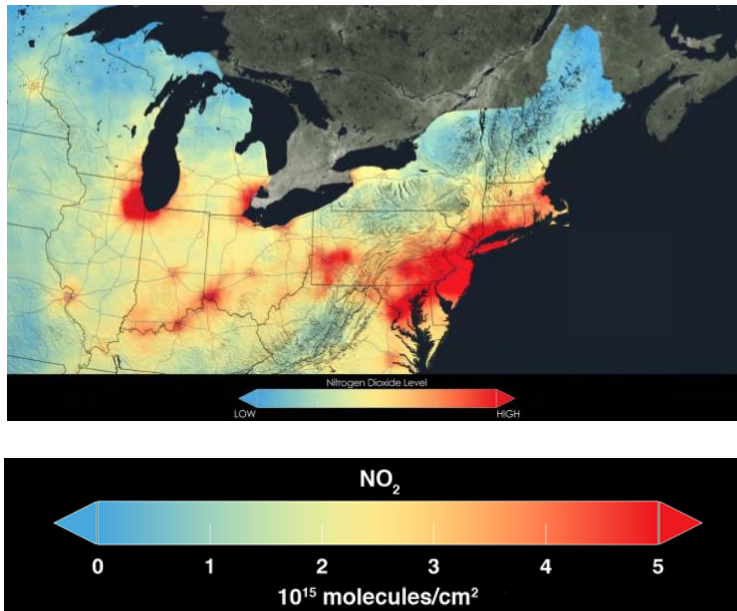 Nitrogen Dioxide Level
LOW HIGH
NO₂
0 1 2 3 4 5
10¹⁵ molecules/cm²